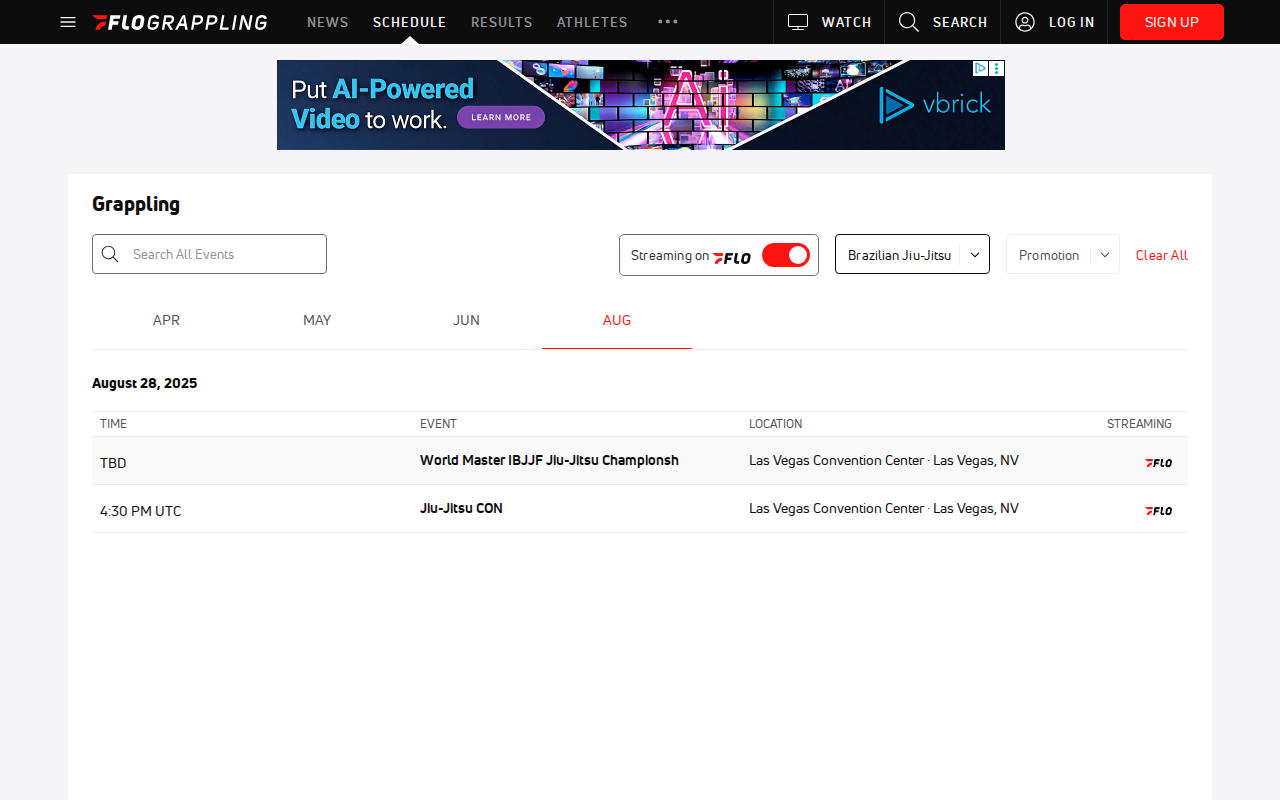 FLOGRAPPLING
NEWS
SCHEDULE
RESULTS
ATHLETES
WATCH
SEARCH
LOG IN
SIGN UP
Put AI-Powered
Video to work.
LEARN MORE
Ai
vbrick
Grappling
Search All Events
Streaming on FLO
Brazilian Jiu-Jitsu
Promotion
Clear All
APR
MAY
JUN
AUG
August 28, 2025
TIME EVENT LOCATION STREAMING
TBD World Master IBJJF Jiu-Jitsu Championsh Las Vegas Convention Center · Las Vegas, NV FLO
4:30 PM UTC Jiu-Jitsu CON Las Vegas Convention Center · Las Vegas, NV FLO